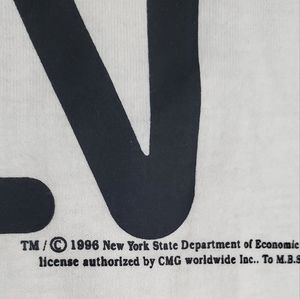 TM / © 1996 New York State Department of Economic
license authorized by CMG worldwide Inc.. To M.B.S